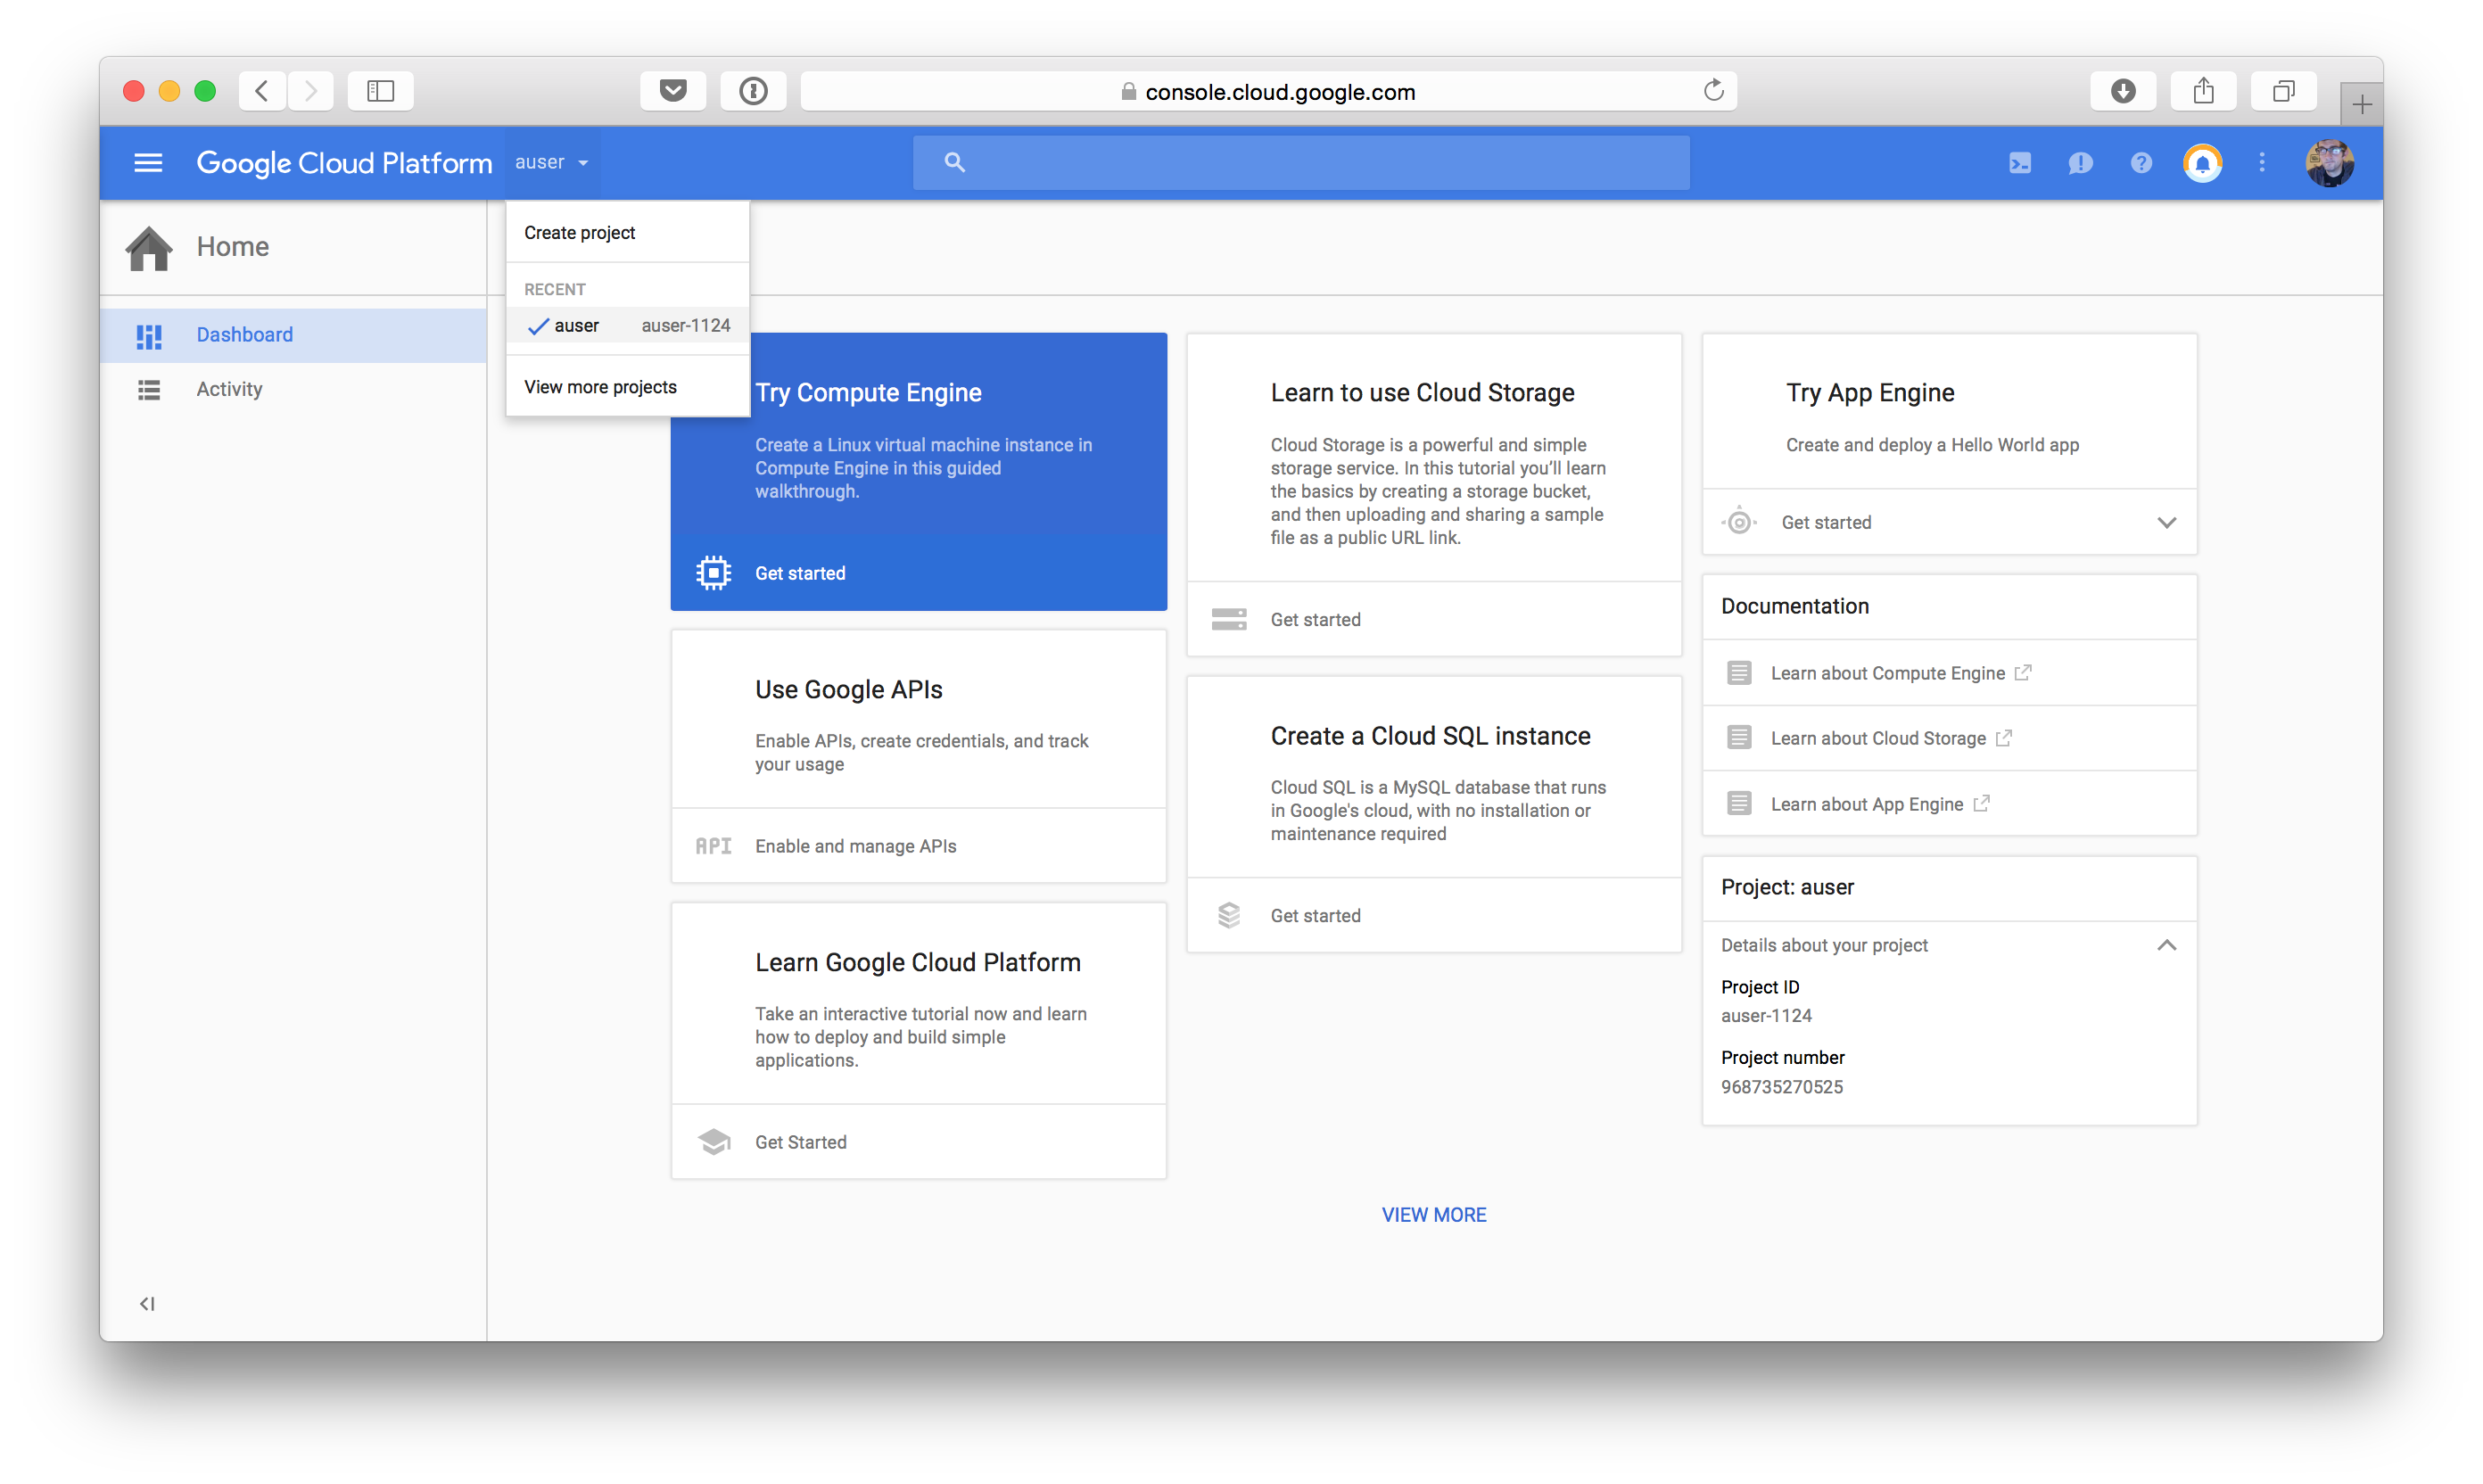 console.cloud.google.com
Google Cloud Platform
auser
Home
Create project
RECENT
auser auser-1124
View more projects
Dashboard
Activity
Try Compute Engine
Create a Linux virtual machine instance in
Compute Engine in this guided
walkthrough.
Get started
Use Google APIs
Enable APIs, create credentials, and track
your usage
API Enable and manage APIs
Learn Google Cloud Platform
Take an interactive tutorial now and learn
how to deploy and build simple
applications.
Get Started
Learn to use Cloud Storage
Cloud Storage is a powerful and simple
storage service. In this tutorial you’ll learn
the basics by creating a storage bucket,
and then uploading and sharing a sample
file as a public URL link.
Get started
Create a Cloud SQL instance
Cloud SQL is a MySQL database that runs
in Google's cloud, with no installation or
maintenance required
Get started
Try App Engine
Create and deploy a Hello World app
Get started
Documentation
Learn about Compute Engine
Learn about Cloud Storage
Learn about App Engine
Project: auser
Details about your project
Project ID
auser-1124
Project number
968735270525
VIEW MORE